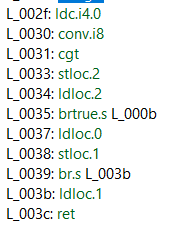 L_002f: ldc.i4.0
L_0030: conv.i8
L_0031: cgt
L_0033: stloc.2
L_0034: ldloc.2
L_0035: brtrue.s L_000b
L_0037: ldloc.0
L_0038: stloc.1
L_0039: br.s L_003b
L_003b: ldloc.1
L_003c: ret